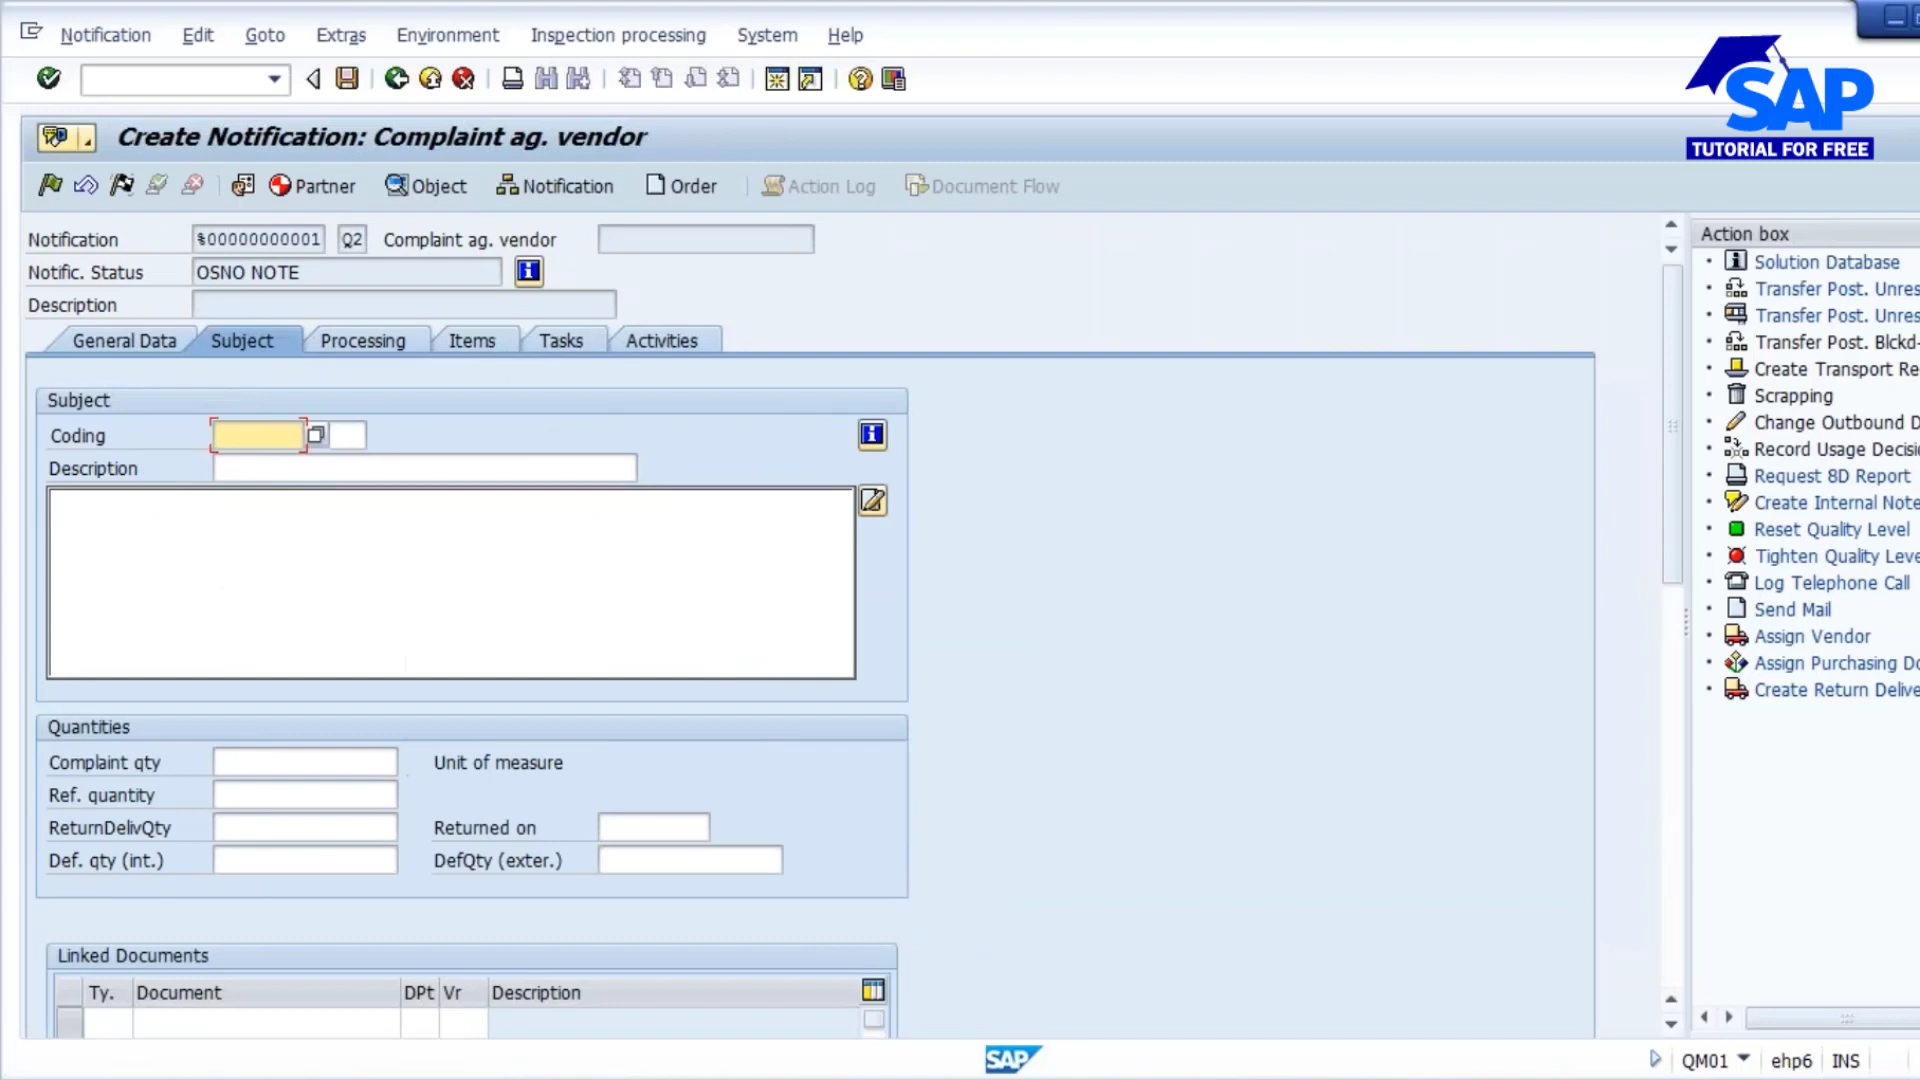 Notification Edit Goto Extras Environment Inspection processing System Help
SAP
TUTORIAL FOR FREE
Create Notification: Complaint ag. vendor
Partner Object Notification Order Action Log Document Flow
Notification %00000000001 Q2 Complaint ag. vendor
Notific. Status OSNO NOTE
Description
General Data Subject Processing Items Tasks Activities
Subject
Coding
Description
Quantities
Complaint qty Unit of measure
Ref. quantity
ReturnDelivQty Returned on
Def. qty (int.) DefQty (exter.)
Linked Documents
Ty. Document DPt Vr Description
Action box
Solution Database
Transfer Post. Unres
Transfer Post. Unres
Transfer Post. Blckd-
Create Transport Re
Scrapping
Change Outbound D
Record Usage Decisi
Request 8D Report
Create Internal Note
Reset Quality Level
Tighten Quality Leve
Log Telephone Call
Send Mail
Assign Vendor
Assign Purchasing Do
Create Return Delive
SAP
QM01 ehp6 INS